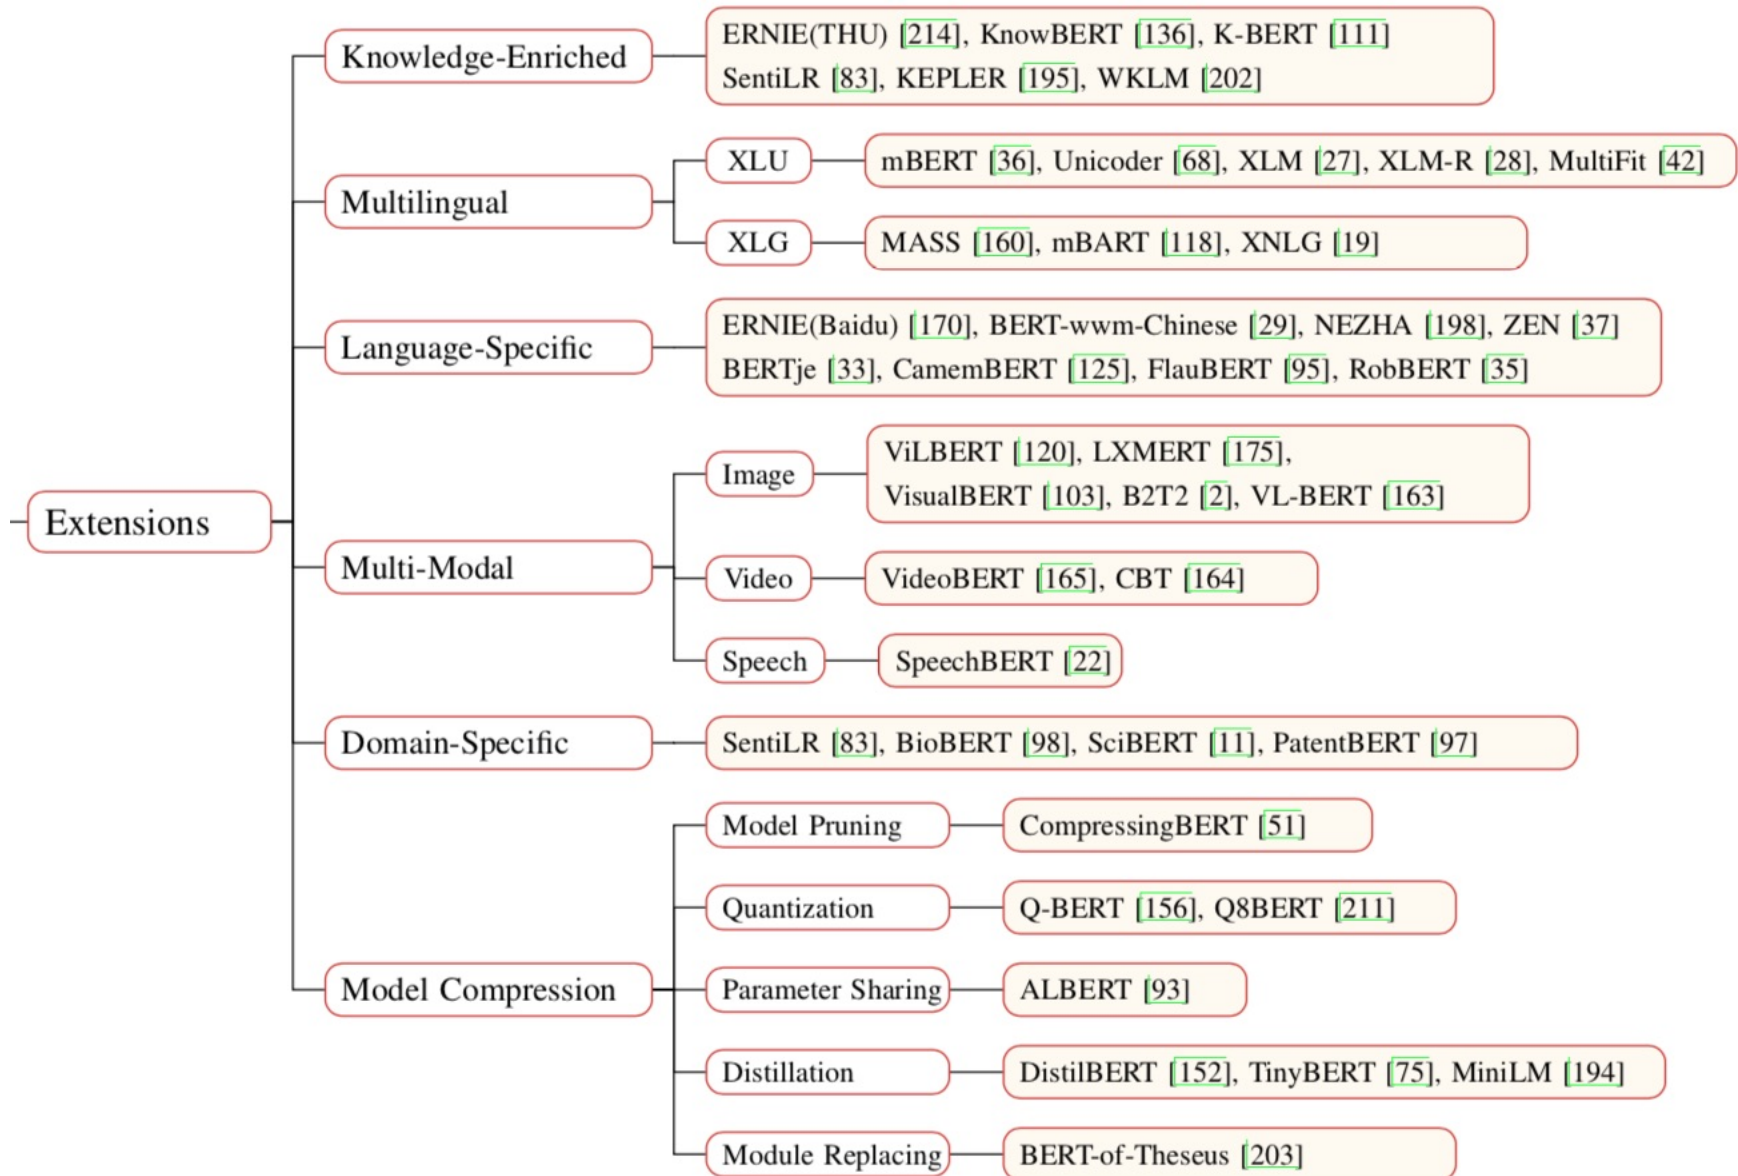 Extensions
Knowledge-Enriched
ERNIE(THU) [214], KnowBERT [136], K-BERT [111]
SentiLR [83], KEPLER [195], WKLM [202]
Multilingual
XLU
mBERT [36], Unicoder [68], XLM [27], XLM-R [28], MultiFit [42]
XLG
MASS [160], mBART [118], XNLG [19]
Language-Specific
ERNIE(Baidu) [170], BERT-wwm-Chinese [29], NEZHA [198], ZEN [37]
BERTje [33], CamemBERT [125], FlauBERT [95], RobBERT [35]
Multi-Modal
Image
ViLBERT [120], LXMERT [175],
VisualBERT [103], B2T2 [2], VL-BERT [163]
Video
VideoBERT [165], CBT [164]
Speech
SpeechBERT [22]
Domain-Specific
SentiLR [83], BioBERT [98], SciBERT [11], PatentBERT [97]
Model Compression
Model Pruning
CompressingBERT [51]
Quantization
Q-BERT [156], Q8BERT [211]
Parameter Sharing
ALBERT [93]
Distillation
DistilBERT [152], TinyBERT [75], MiniLM [194]
Module Replacing
BERT-of-Theseus [203]